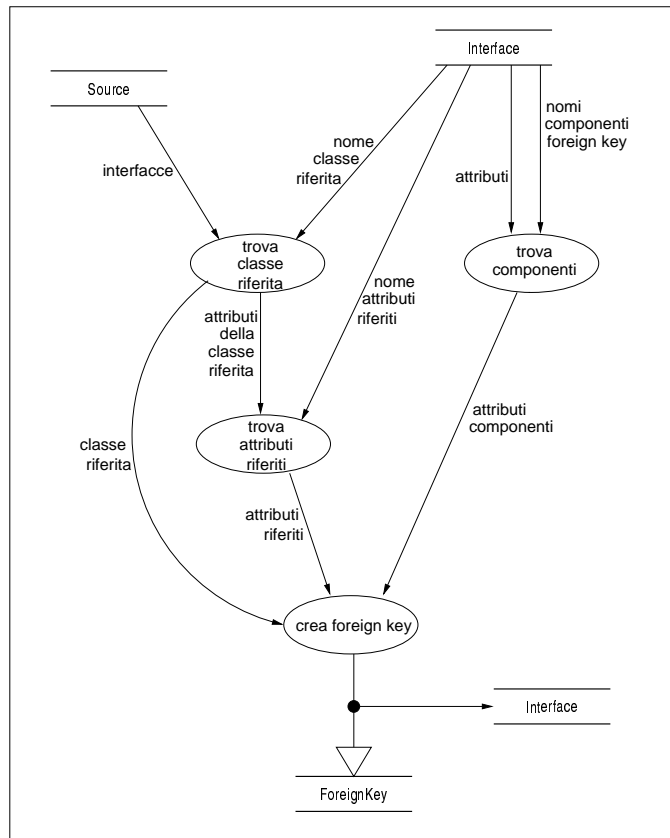 Interface
Source
nome
classe
riferita
nomi
componenti
foreign key
interfacce
attributi
trova
classe
riferita
trova
componenti
nome
attributi
riferiti
attributi
della
classe
riferita
trova
attributi
riferiti
classe
riferita
attributi
componenti
attributi
riferiti
crea foreign key
Interface
ForeignKey